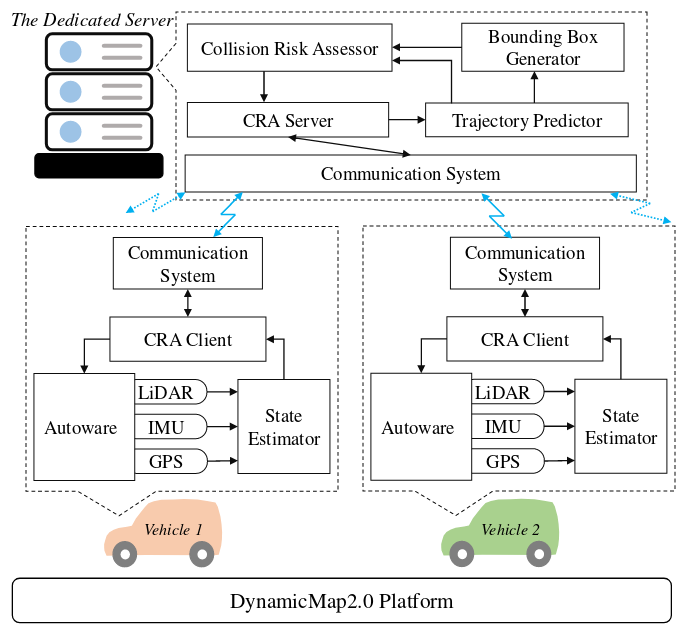 The Dedicated Server
Collision Risk Assessor
Bounding Box
Generator
CRA Server
Trajectory Predictor
Communication System
Communication
System
CRA Client
Autoware
LiDAR
IMU
GPS
State
Estimator
Vehicle 1
Communication
System
CRA Client
Autoware
LiDAR
IMU
GPS
State
Estimator
Vehicle 2
DynamicMap2.0 Platform